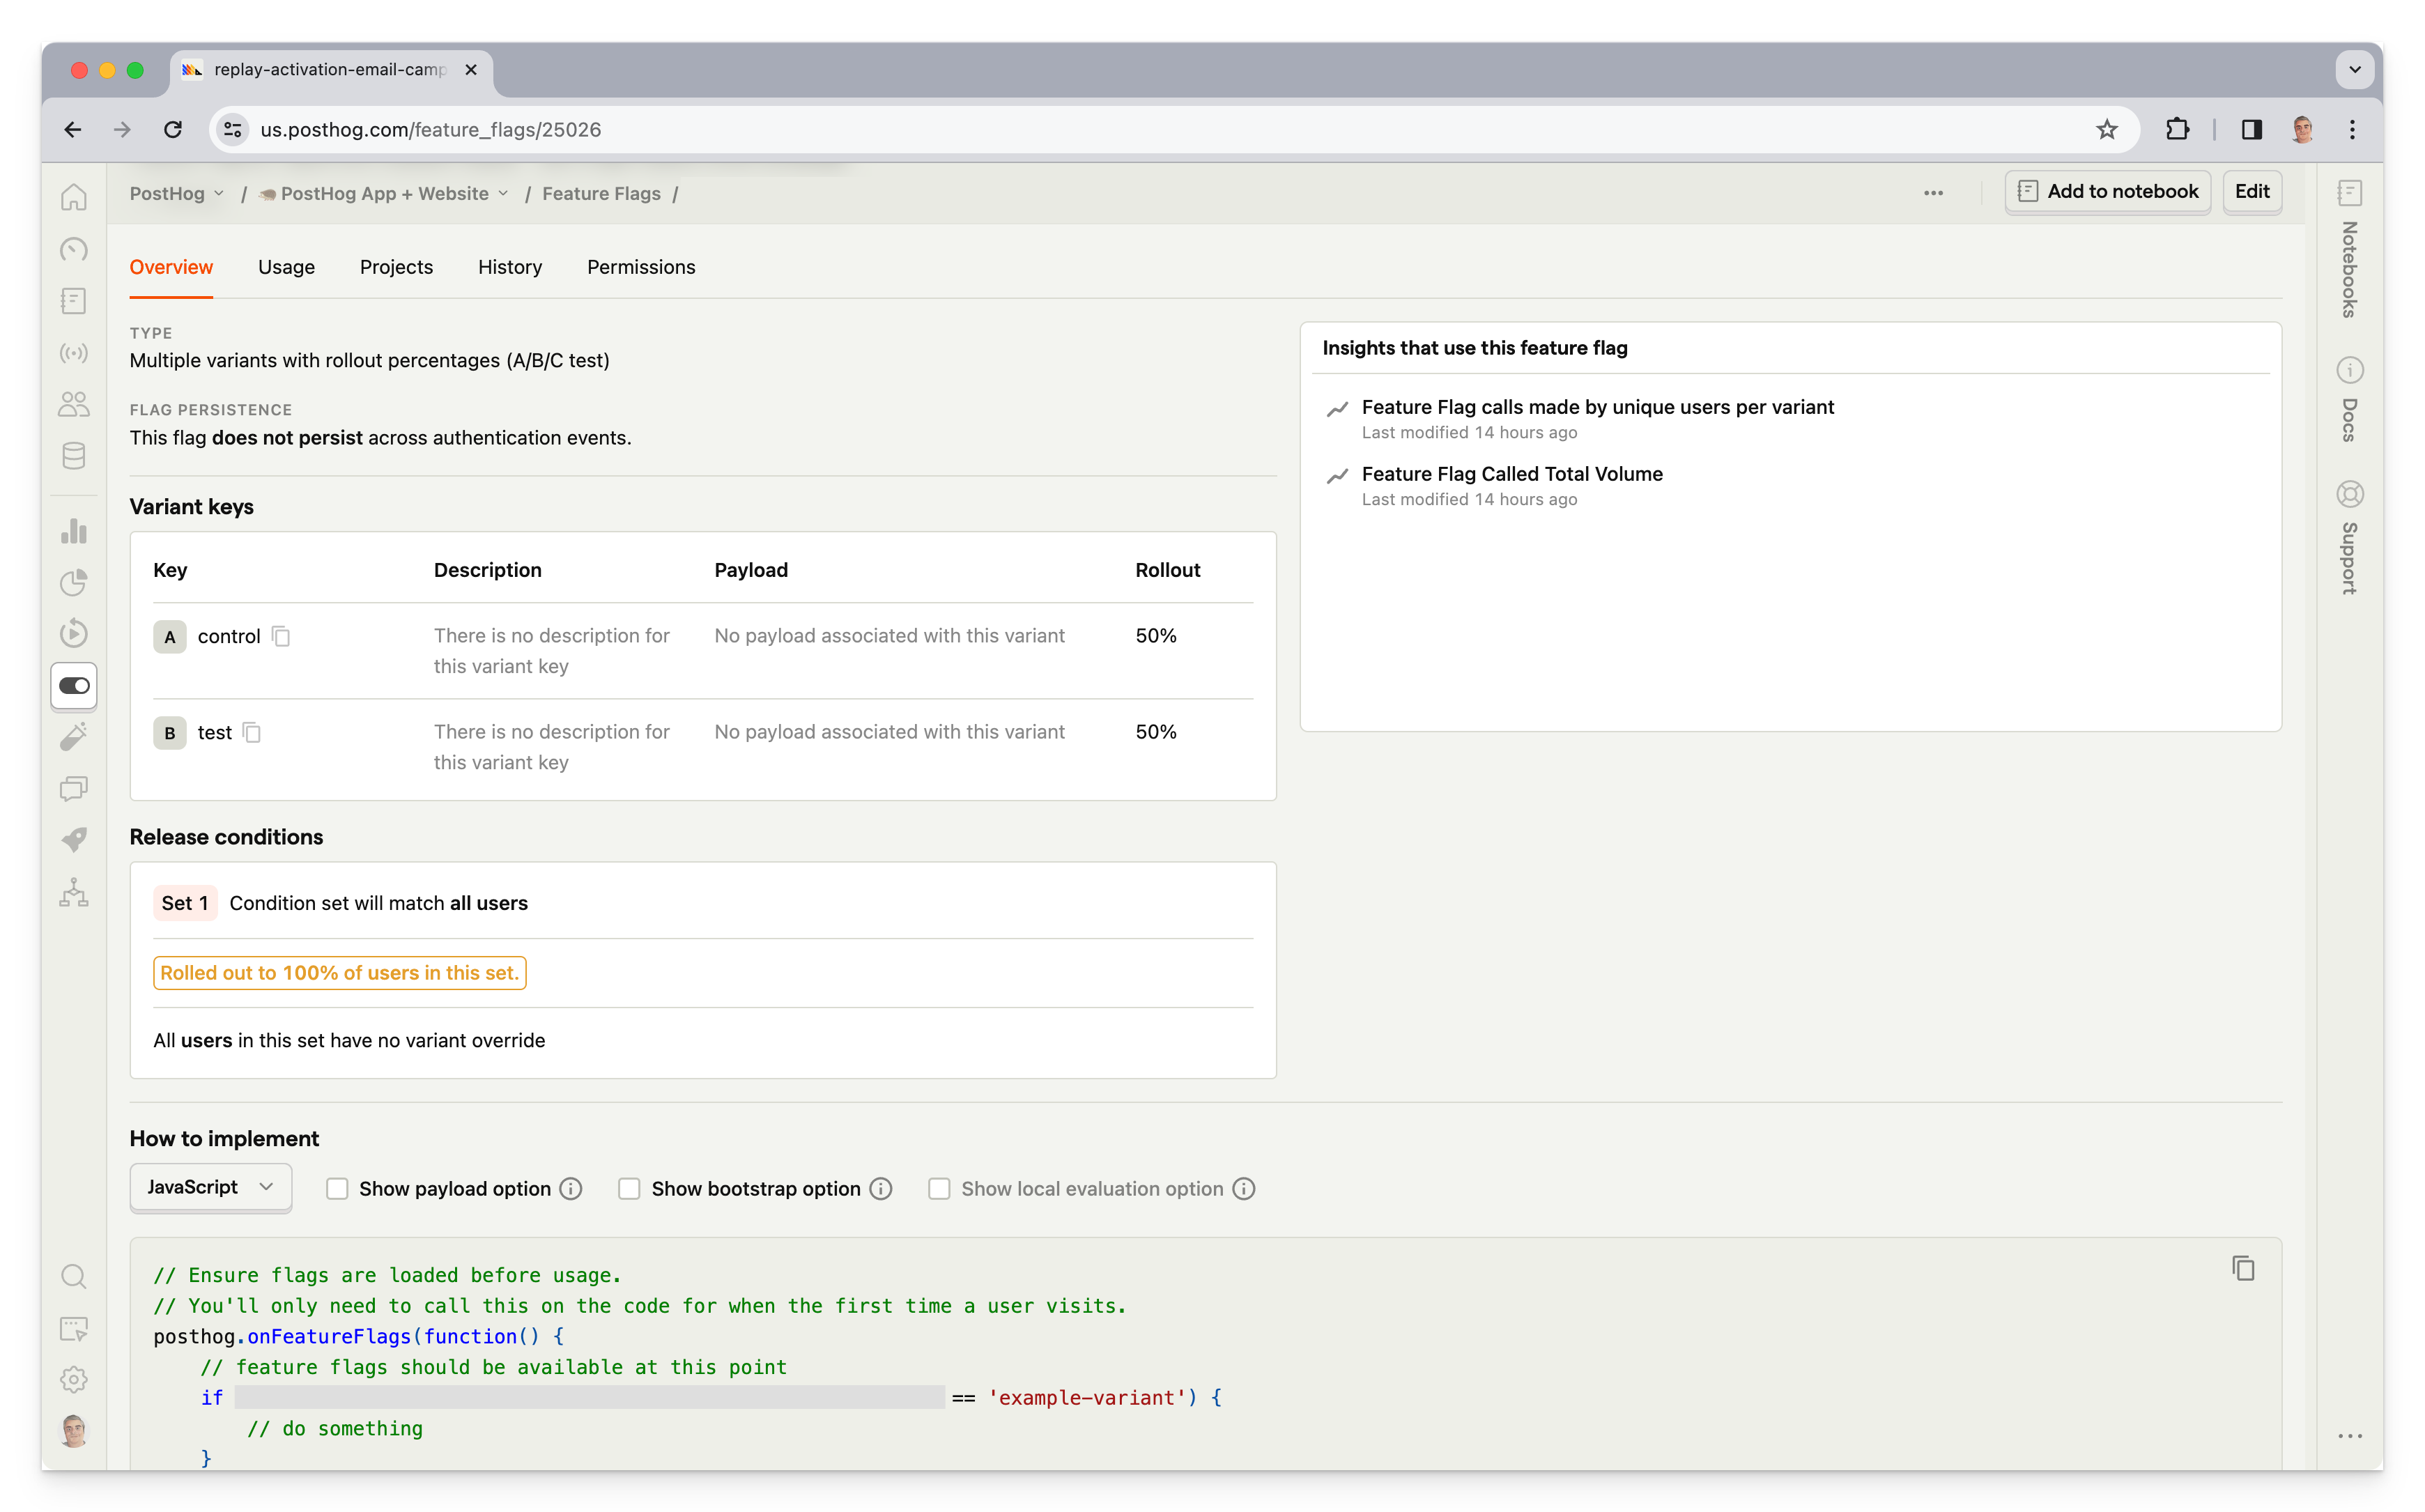 replay-activation-email-camp
us.posthog.com/feature_flags/25026
PostHog / PostHog App + Website / Feature Flags /
Add to notebook
Edit
Overview Usage Projects History Permissions
TYPE
Multiple variants with rollout percentages (A/B/C test)
FLAG PERSISTENCE
This flag does not persist across authentication events.
Variant keys
Key Description Payload Rollout
A control There is no description for this variant key No payload associated with this variant 50%
B test There is no description for this variant key No payload associated with this variant 50%
Release conditions
Set 1 Condition set will match all users
Rolled out to 100% of users in this set.
All users in this set have no variant override
Insights that use this feature flag
Feature Flag calls made by unique users per variant
Last modified 14 hours ago
Feature Flag Called Total Volume
Last modified 14 hours ago
How to implement
JavaScript Show payload option Show bootstrap option Show local evaluation option
// Ensure flags are loaded before usage.
// You'll only need to call this on the code for when the first time a user visits.
posthog.onFeatureFlags(function() {
// feature flags should be available at this point
if == 'example-variant') {
// do something
}
Notebooks
Docs
Support